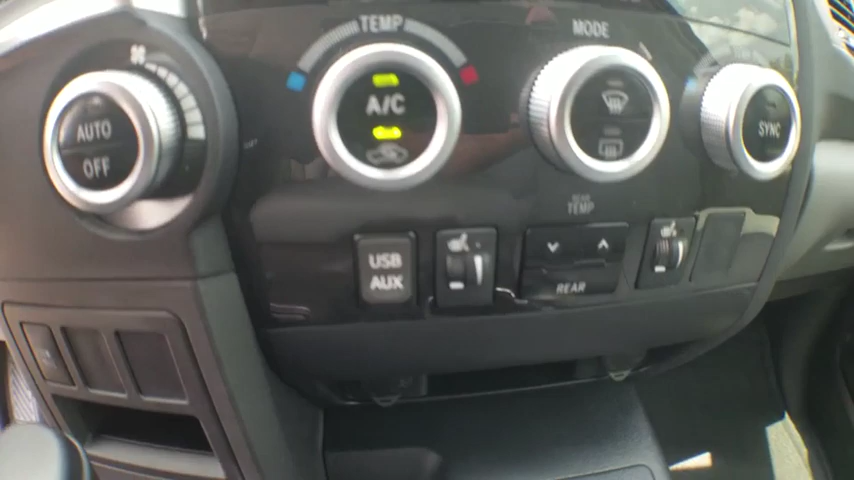 TEMP
MODE
A/C
AUTO
OFF
SYNC
REAR
TEMP
USB
AUX
REAR